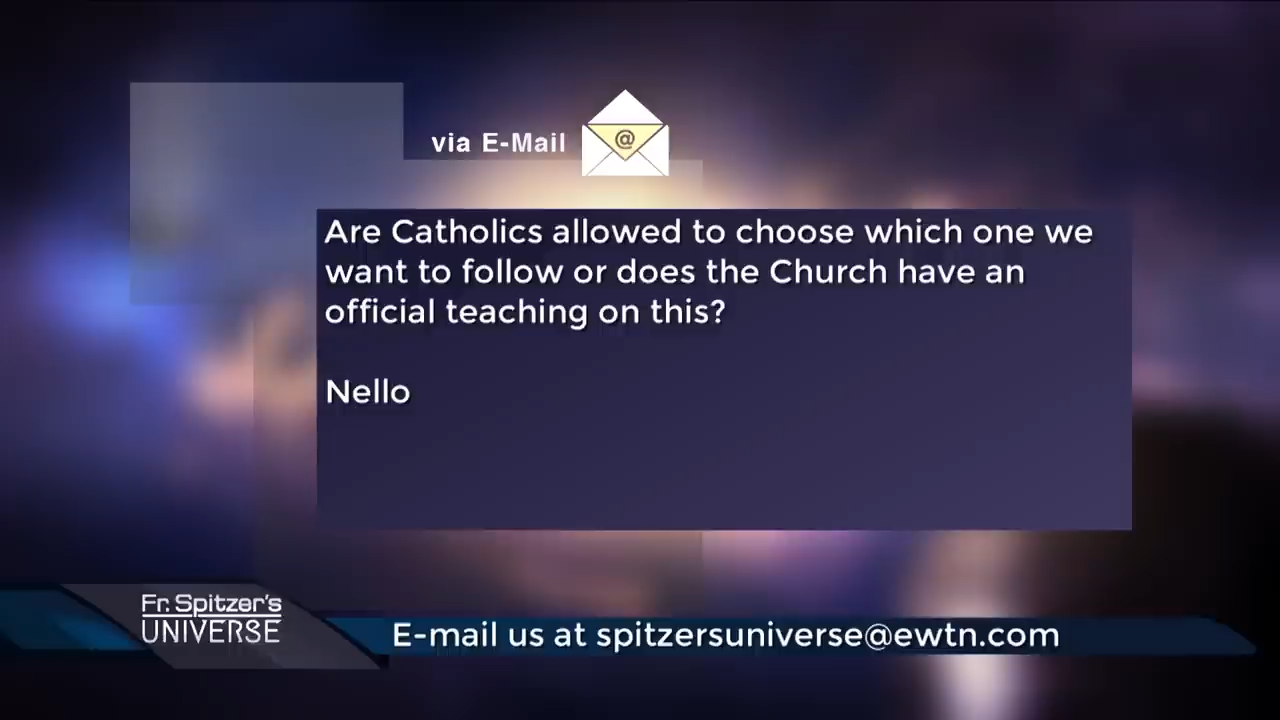 via E-Mail
@
Are Catholics allowed to choose which one we
want to follow or does the Church have an
official teaching on this?
Nello
Fr. Spitzer's
UNIVERSE
E-mail us at spitzersuniverse@ewtn.com